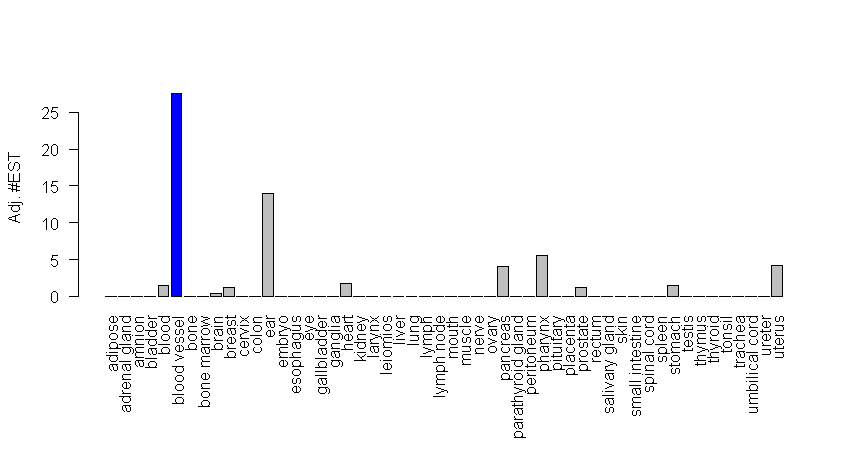 Adj. #EST
25
20
15
10
5
0
adipose
adrenal gland
amnion
bladder
blood
blood vessel
bone
bone marrow
brain
breast
cervix
colon
ear
embryo
esophagus
eye
gallbladder
ganglia
heart
kidney
larynx
leiomios
liver
lung
lymph
lymph node
mouth
muscle
nerve
ovary
pancreas
parathyroid gland
peritoneum
pharynx
pituitary
placenta
prostate
rectum
salivary gland
skin
small intestine
spinal cord
spleen
stomach
testis
thymus
thyroid
tonsil
trachea
umbilical cord
ureter
uterus